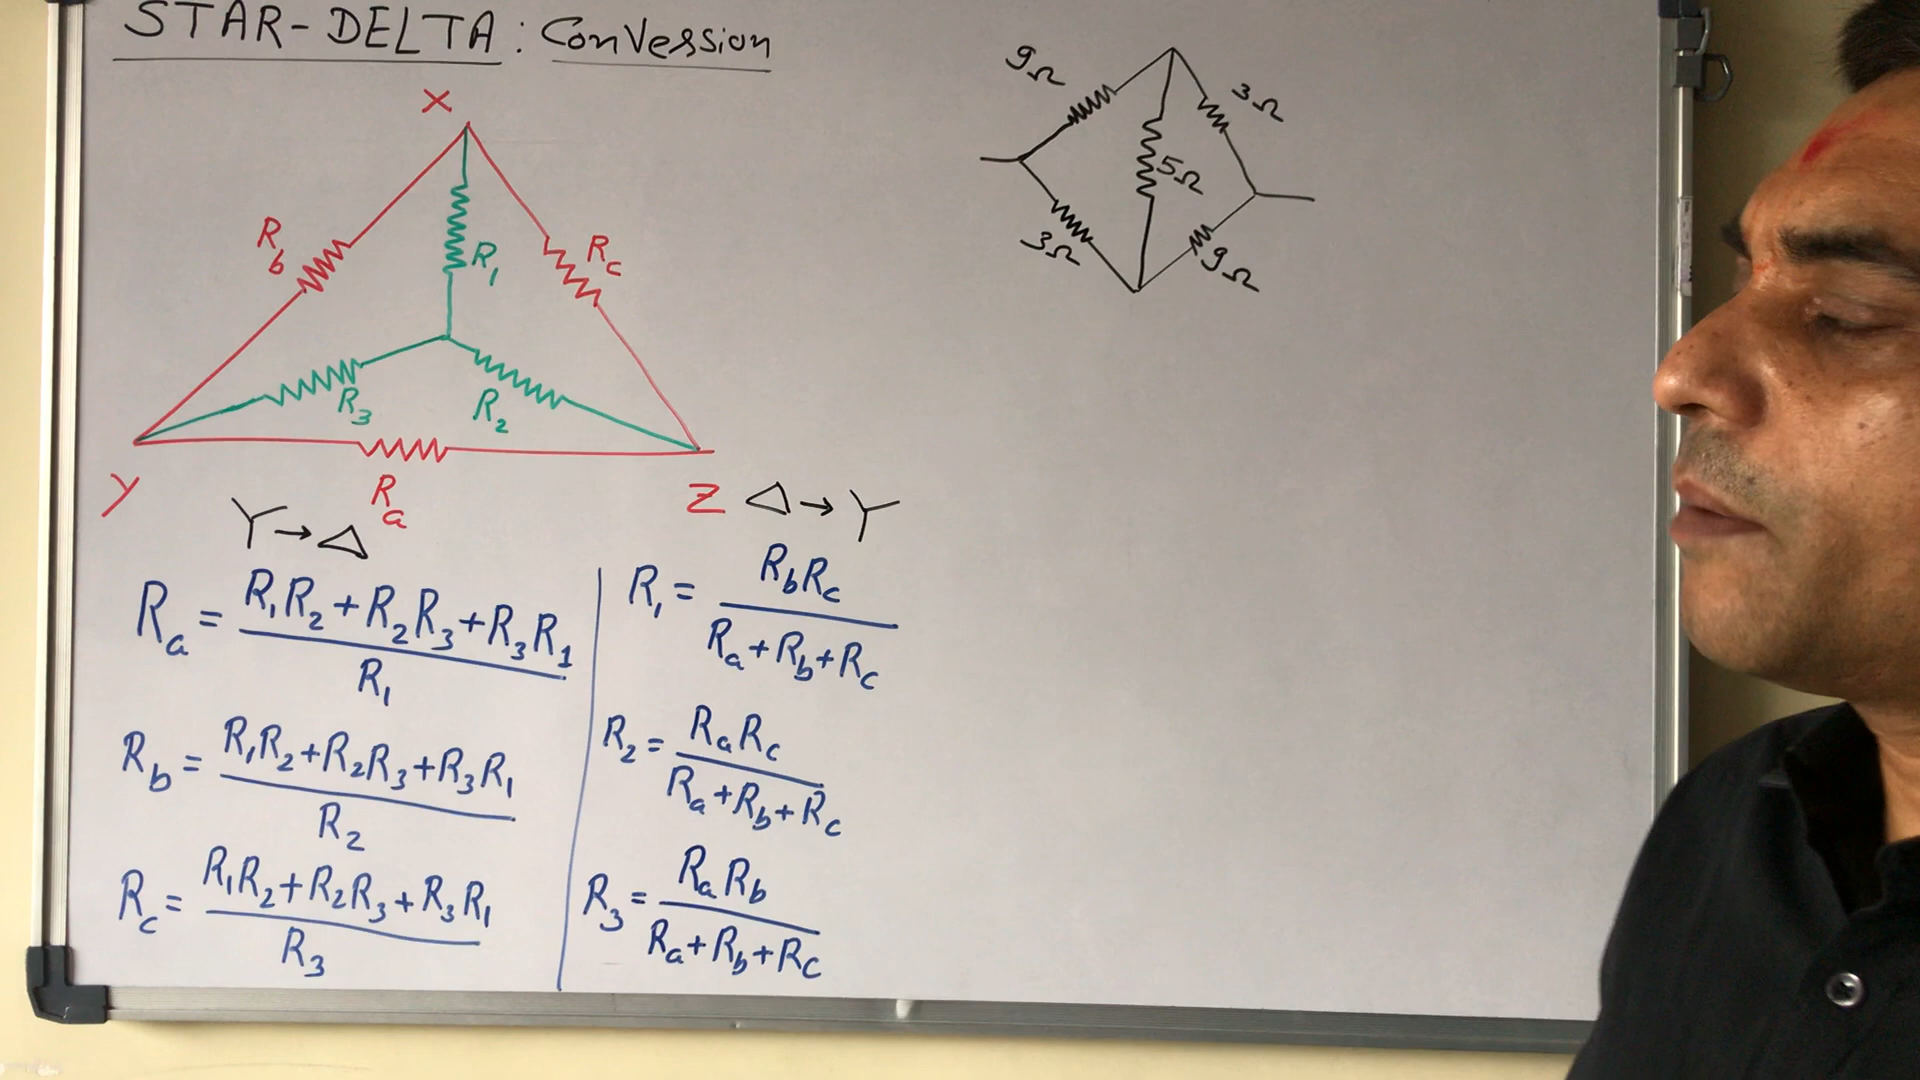 STAR-DELTA: Conversion
X
R_b
R_1
R_c
R_3
R_2
Y
R_a
Z
Y → Δ
R_a = (R_1R_2 + R_2R_3 + R_3R_1) / R_1
R_b = (R_1R_2 + R_2R_3 + R_3R_1) / R_2
R_c = (R_1R_2 + R_2R_3 + R_3R_1) / R_3
Δ → Y
R_1 = R_bR_c / (R_a + R_b + R_c)
R_2 = R_aR_c / (R_a + R_b + R_c)
R_3 = R_aR_b / (R_a + R_b + R_c)
9Ω
3Ω
5Ω
3Ω
9Ω